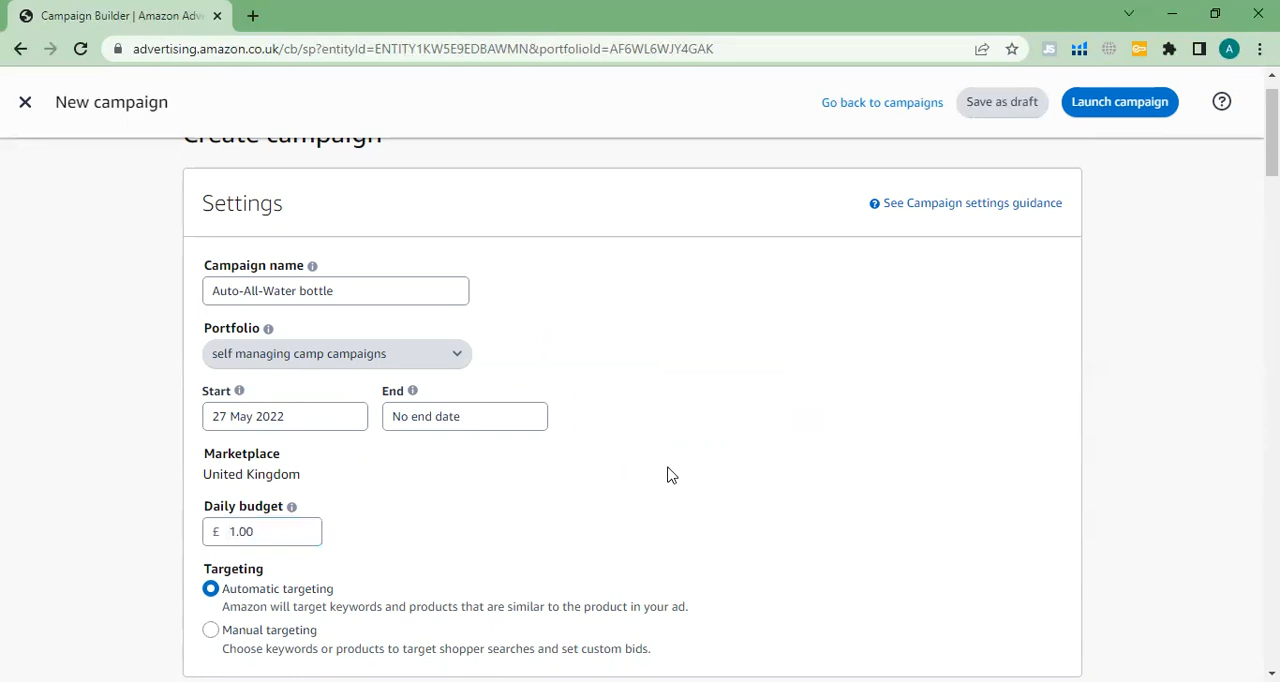 Campaign Builder | Amazon Adv
advertising.amazon.co.uk/cb/sp?entityId=ENTITY1KW5E9EDBAWMN&portfolioId=AF6WL6WJY4GAK
JS
A
New campaign
Go back to campaigns
Save as draft
Launch campaign
Create campaign
Settings
See Campaign settings guidance
Campaign name
Auto-All-Water bottle
Portfolio
self managing camp campaigns
Start
End
27 May 2022
No end date
Marketplace
United Kingdom
Daily budget
£ 1.00
Targeting
Automatic targeting
Amazon will target keywords and products that are similar to the product in your ad.
Manual targeting
Choose keywords or products to target shopper searches and set custom bids.